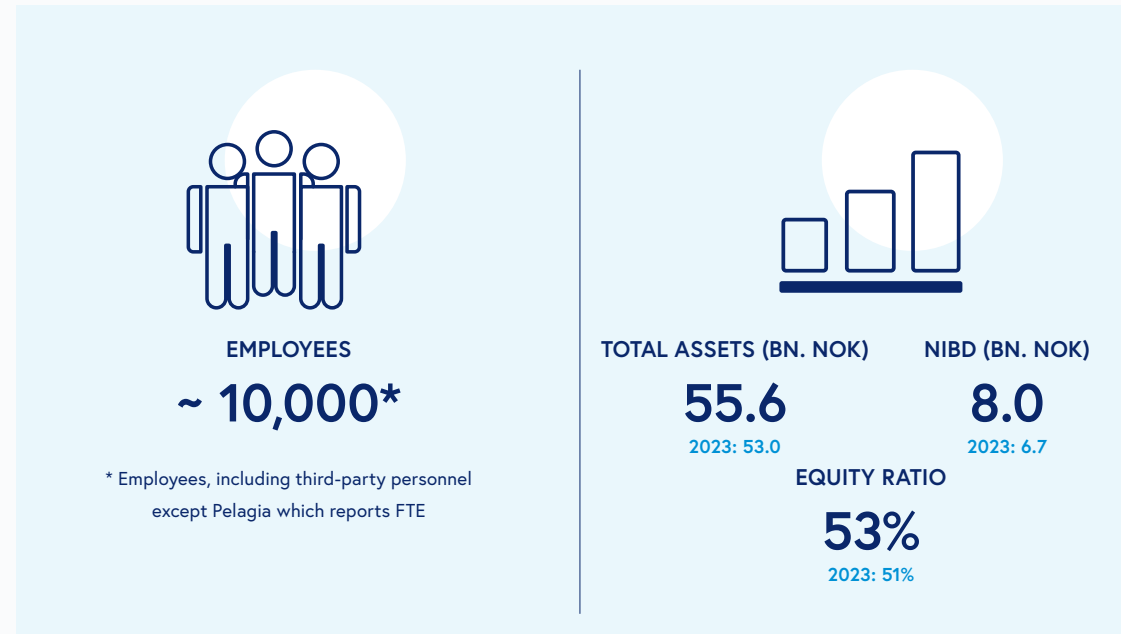 EMPLOYEES
~ 10,000*
* Employees, including third-party personnel
except Pelagia which reports FTE
TOTAL ASSETS (BN. NOK)
55.6
2023: 53.0
NIBD (BN. NOK)
8.0
2023: 6.7
EQUITY RATIO
53%
2023: 51%